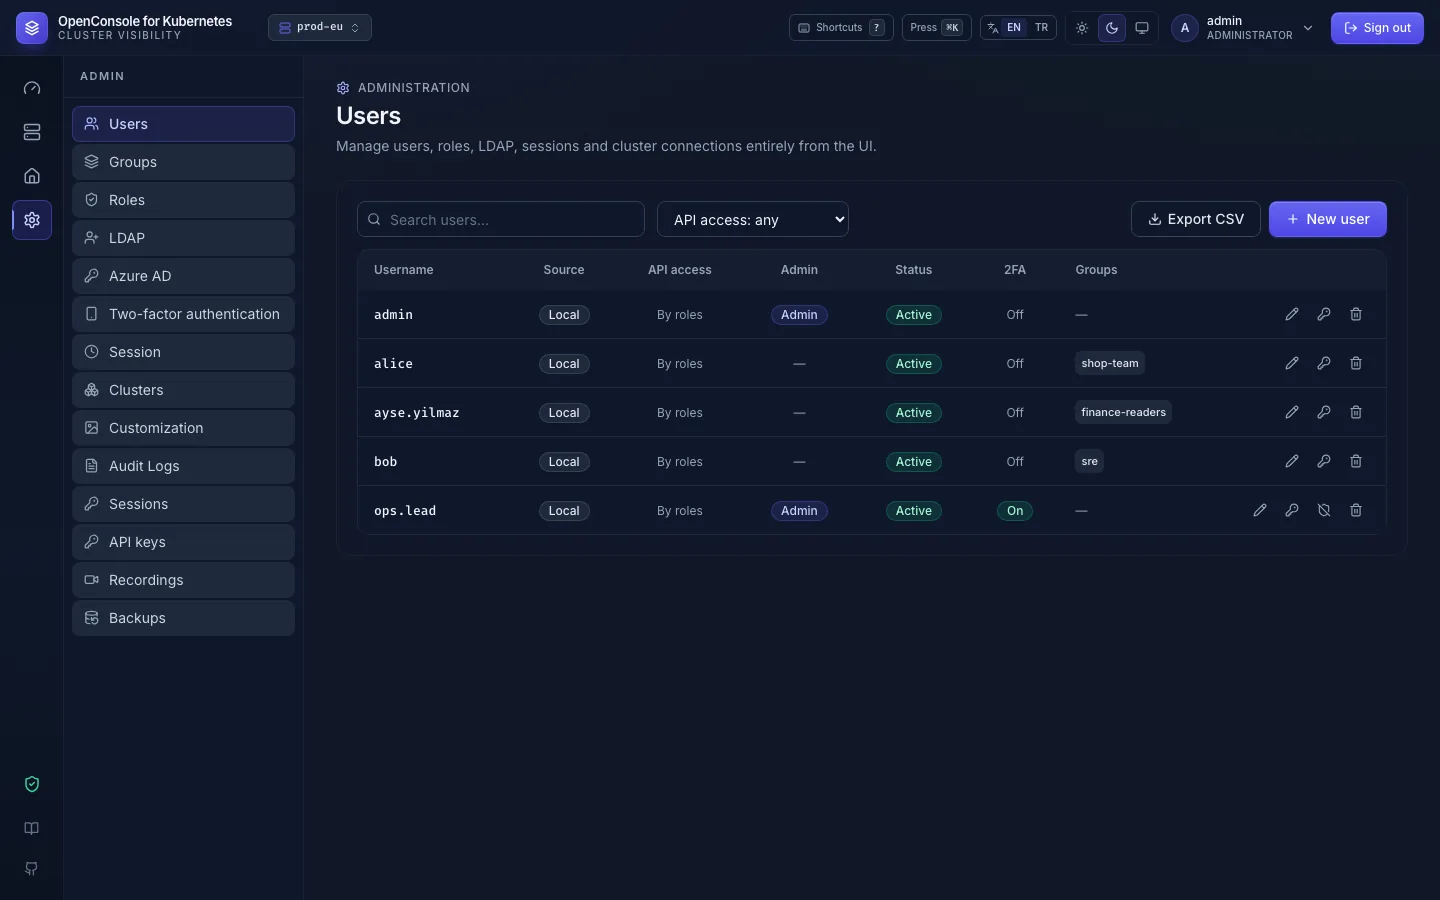 OpenConsole for Kubernetes
CLUSTER VISIBILITY
prod-eu
Shortcuts ?
Press ⌘K
EN TR
A
admin
ADMINISTRATOR
Sign out
ADMIN
Users
Groups
Roles
LDAP
Azure AD
Two-factor authentication
Session
Clusters
Customization
Audit Logs
Sessions
API keys
Recordings
Backups
ADMINISTRATION
Users
Manage users, roles, LDAP, sessions and cluster connections entirely from the UI.
Search users...
API access: any
Export CSV
New user
Username Source API access Admin Status 2FA Groups
admin Local By roles Admin Active Off —
alice Local By roles — Active Off shop-team
ayse.yilmaz Local By roles — Active Off finance-readers
bob Local By roles — Active Off sre
ops.lead Local By roles Admin Active On —